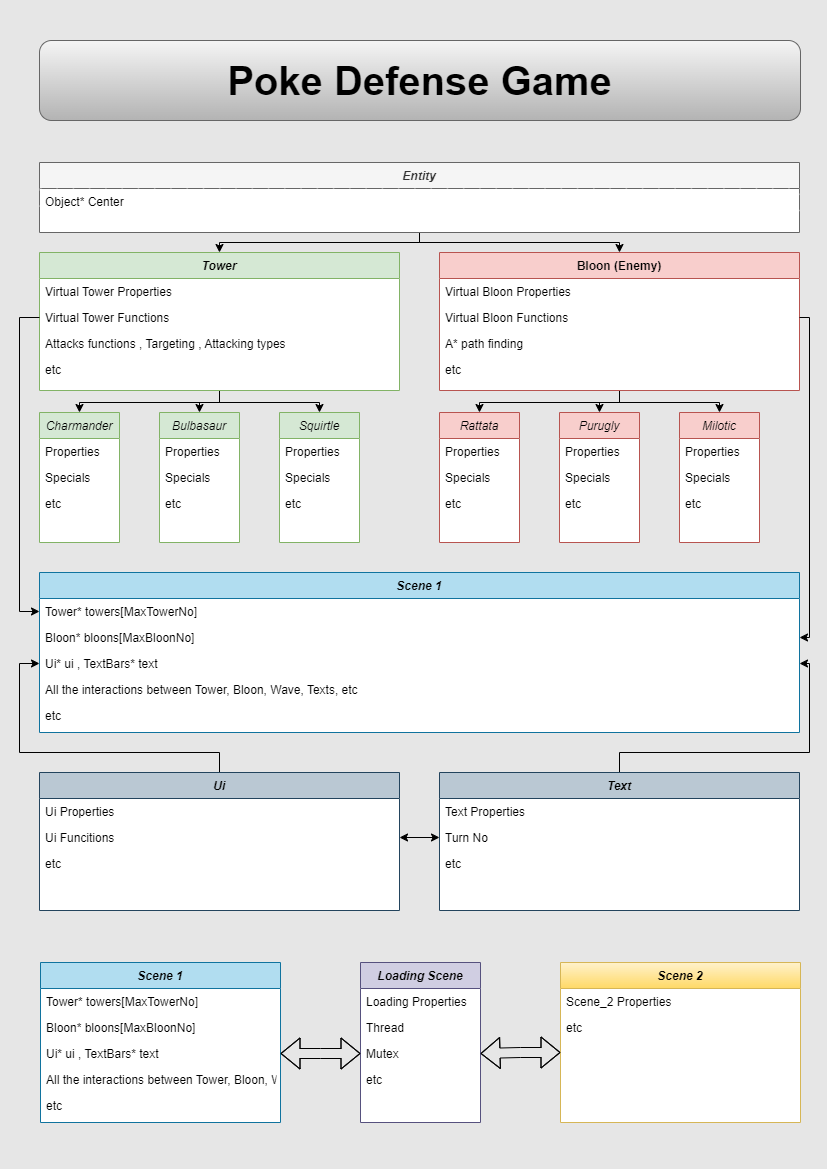 Poke Defense Game
Entity
Object* Center
Tower
Virtual Tower Properties
Virtual Tower Functions
Attacks functions , Targeting , Attacking types
etc
Bloon (Enemy)
Virtual Bloon Properties
Virtual Bloon Functions
A* path finding
etc
Charmander
Properties
Specials
etc
Bulbasaur
Properties
Specials
etc
Squirtle
Properties
Specials
etc
Rattata
Properties
Specials
etc
Purugly
Properties
Specials
etc
Milotic
Properties
Specials
etc
Scene 1
Tower* towers[MaxTowerNo]
Bloon* bloons[MaxBloonNo]
Ui* ui , TextBars* text
All the interactions between Tower, Bloon, Wave, Texts, etc
etc
Ui
Ui Properties
Ui Funcitions
etc
Text
Text Properties
Turn No
etc
Scene 1
Tower* towers[MaxTowerNo]
Bloon* bloons[MaxBloonNo]
Ui* ui , TextBars* text
All the interactions between Tower, Bloon,
etc
Loading Scene
Loading Properties
Thread
Mutex
etc
Scene 2
Scene_2 Properties
etc